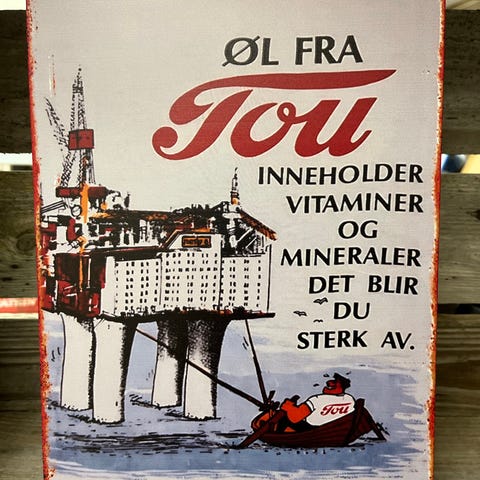 ØL FRA
Tou
INNEHOLDER
VITAMINER
OG
MINERALER
DET BLIR
DU
STERK AV.
Tou